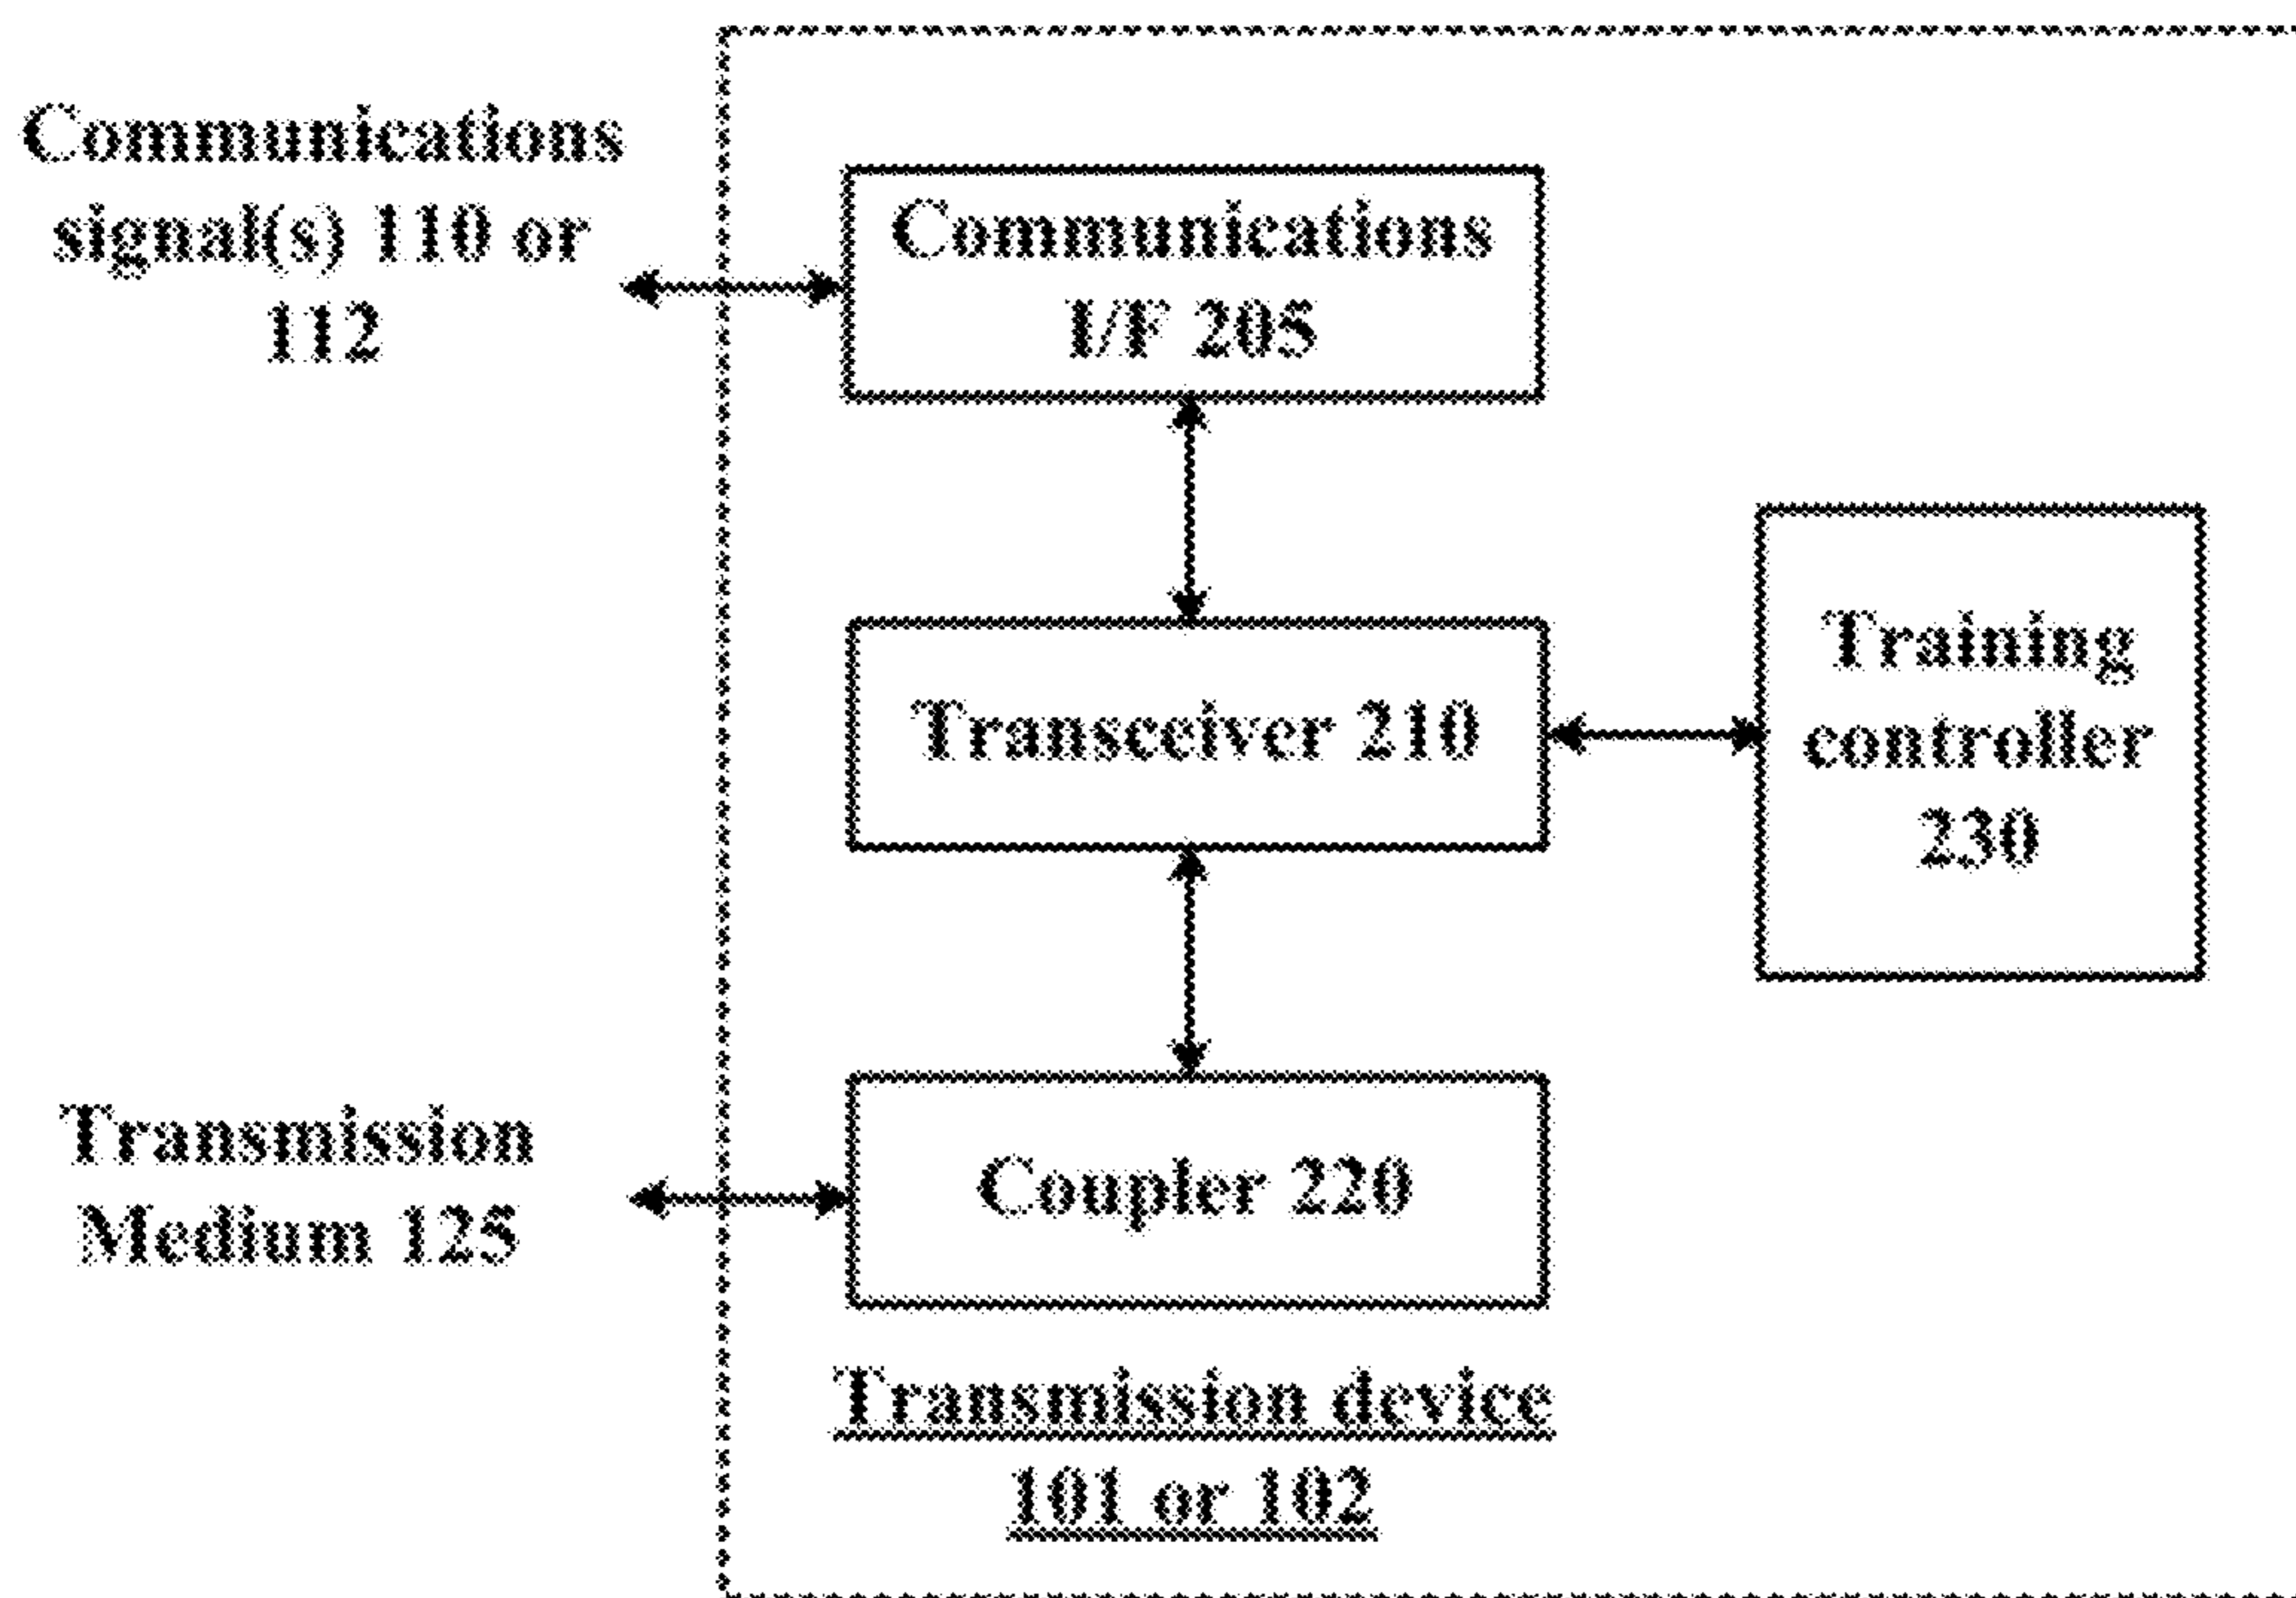 Communications
signal(s) 110 or
112
Communications
I/F 205
Transceiver 210
Training
controller
230
Transmission
Medium 125
Coupler 220
Transmission device
101 or 102